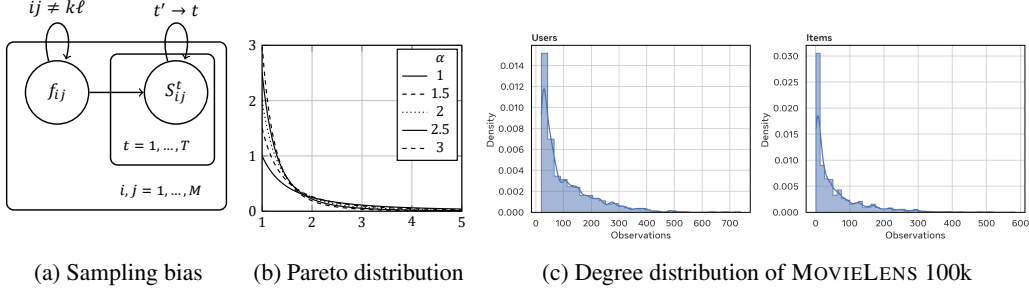 ij ≠ kℓ
t′ → t
f_ij
S^t_ij
t = 1, …, T
i, j = 1, …, M
(a) Sampling bias
3
2
1
0
1 2 3 4 5
α
1
1.5
2
2.5
3
(b) Pareto distribution
Users
Density
0.014
0.012
0.010
0.008
0.006
0.004
0.002
0.000
0 100 200 300 400 500 600 700
Observations
Items
Density
0.030
0.025
0.020
0.015
0.010
0.005
0.000
0 100 200 300 400 500 600
Observations
(c) Degree distribution of MOVIELENS 100k